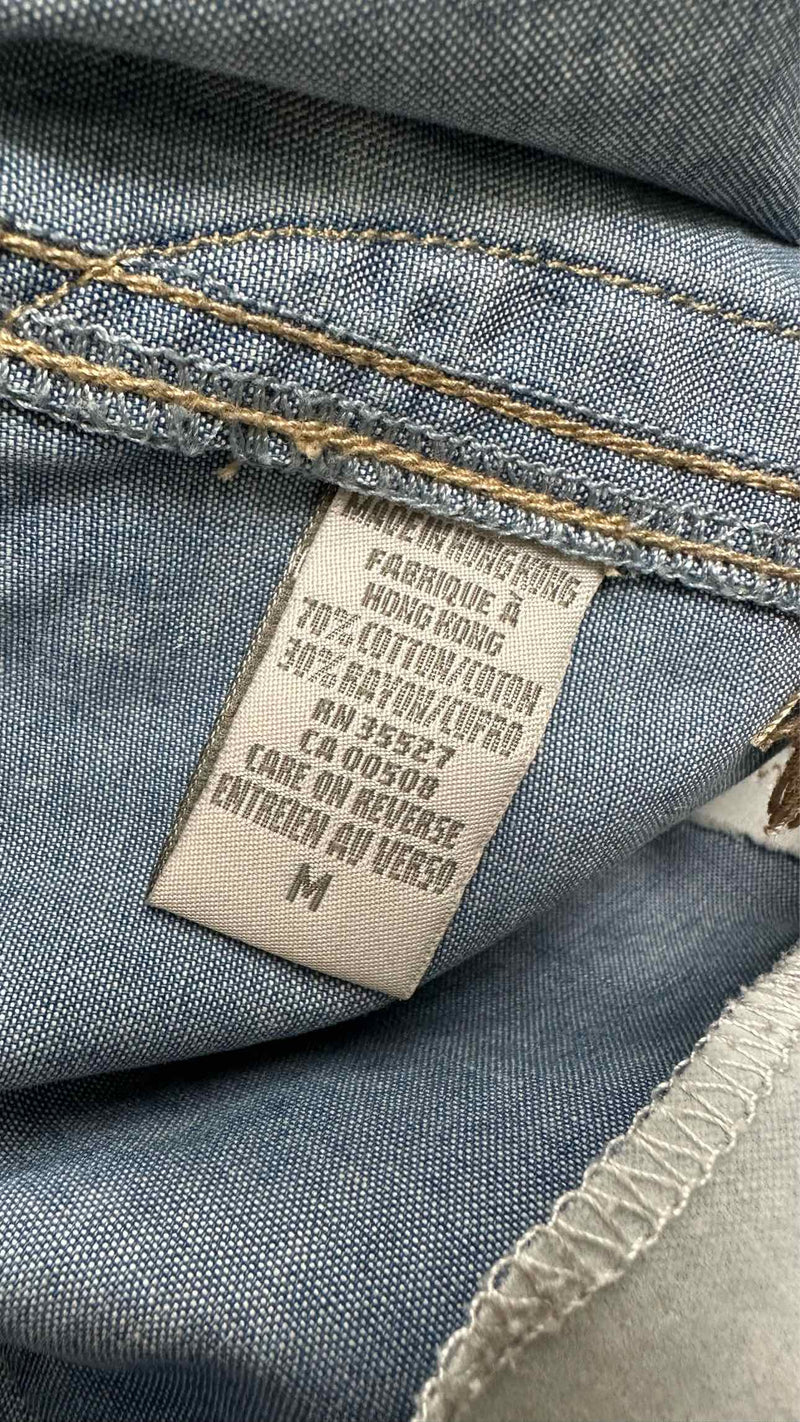 MADE IN HONG KONG
FABRIQUE À
HONG KONG
70% COTTON/COTON
30% RAYON/CUPRO
RN 35527
CA 00508
CARE ON REVERSE
ENTREIEN AU VERSO
M